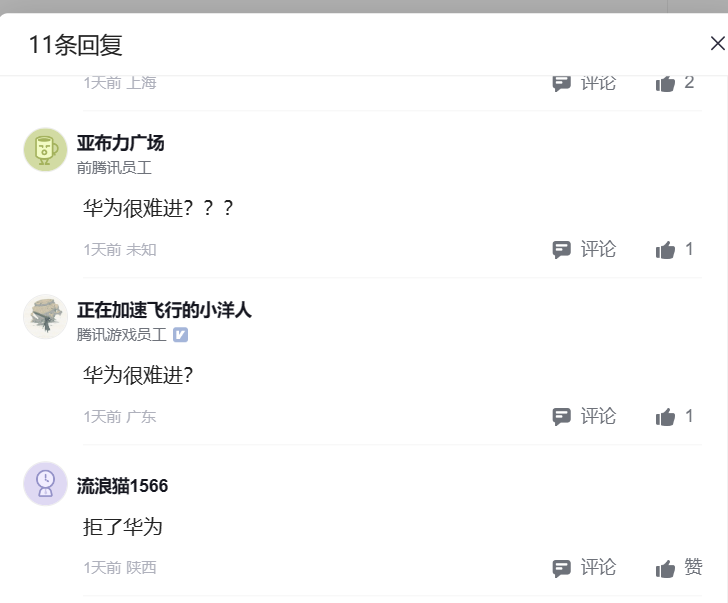 11条回复
1天前 上海
评论
2
亚布力广场
前腾讯员工
华为很难进？？？
1天前 未知
评论
1
正在加速飞行的小洋人
腾讯游戏员工
华为很难进?
1天前 广东
评论
1
流浪猫1566
拒了华为
1天前 陕西
评论
赞